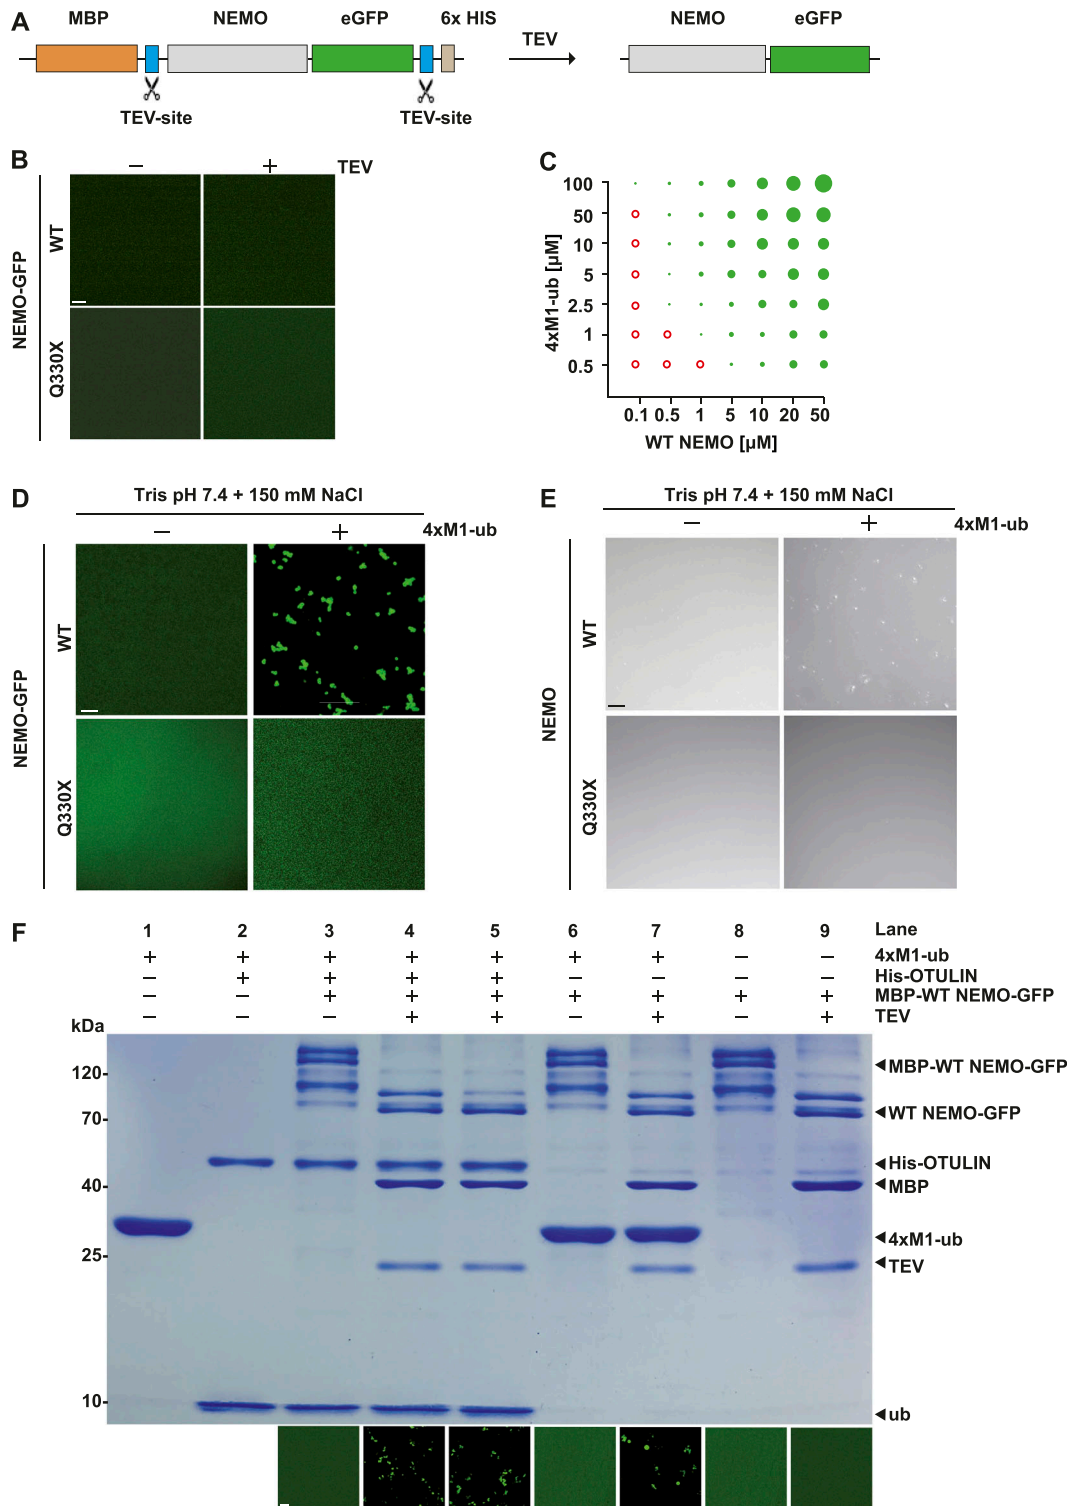 A MBP NEMO eGFP 6x HIS TEV NEMO eGFP
TEV-site TEV-site
B − + TEV
NEMO-GFP
WT
Q330X
C
4xM1-ub [µM]
100
50
10
5
2.5
1
0.5
0.1 0.5 1 5 10 20 50
WT NEMO [µM]
D Tris pH 7.4 + 150 mM NaCl
− + 4xM1-ub
NEMO-GFP
WT
Q330X
E Tris pH 7.4 + 150 mM NaCl
− + 4xM1-ub
NEMO
WT
Q330X
F 1 2 3 4 5 6 7 8 9 Lane
+ + + + + + + − − 4xM1-ub
− + + + + − − − − His-OTULIN
− − + + + + + + + MBP-WT NEMO-GFP
− − − + + − + − + TEV
kDa
120
70
40
25
10
MBP-WT NEMO-GFP
WT NEMO-GFP
His-OTULIN
MBP
4xM1-ub
TEV
ub